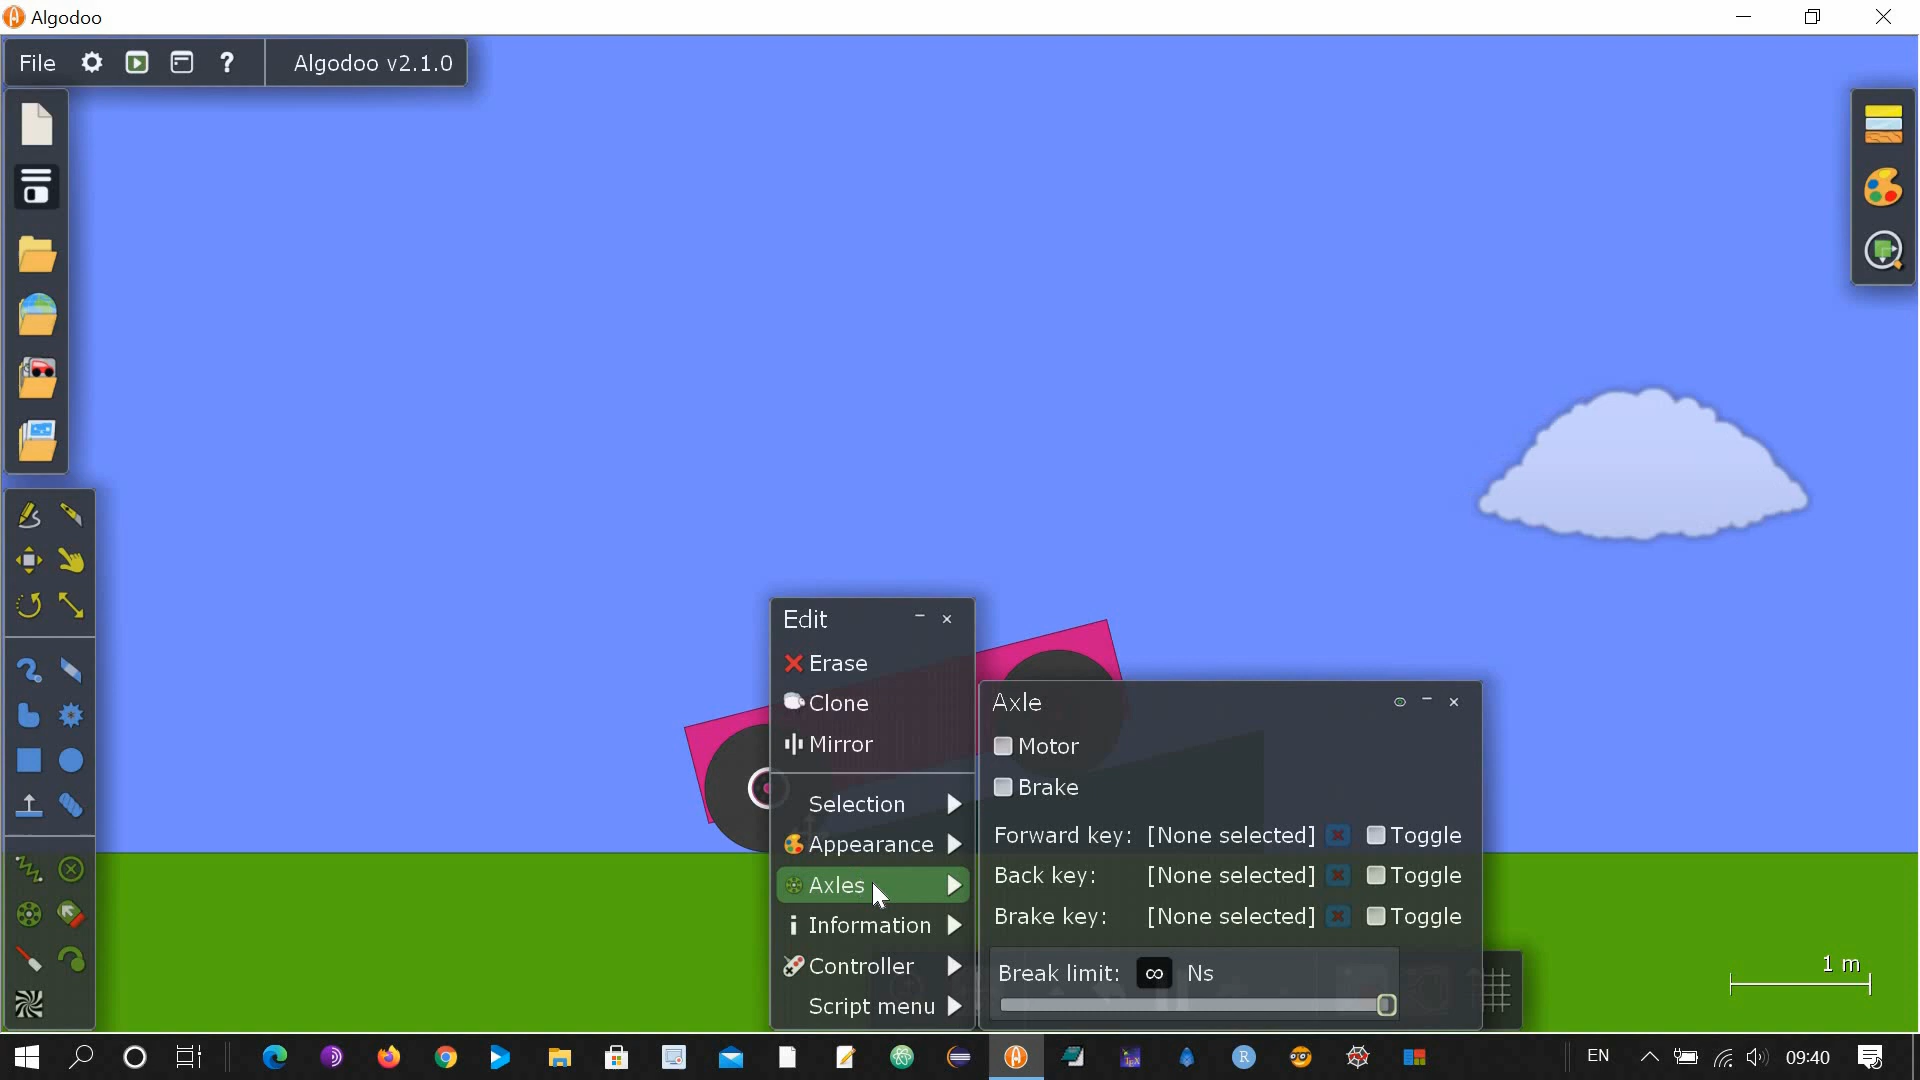 Algodoo
File
Algodoo v2.1.0
Edit
Erase
Clone
Mirror
Selection
Appearance
Axles
Information
Controller
Script menu
Axle
Motor
Brake
Forward key: [None selected] Toggle
Back key: [None selected] Toggle
Brake key: [None selected] Toggle
Break limit: ∞ Ns
1 m
EN
09:40